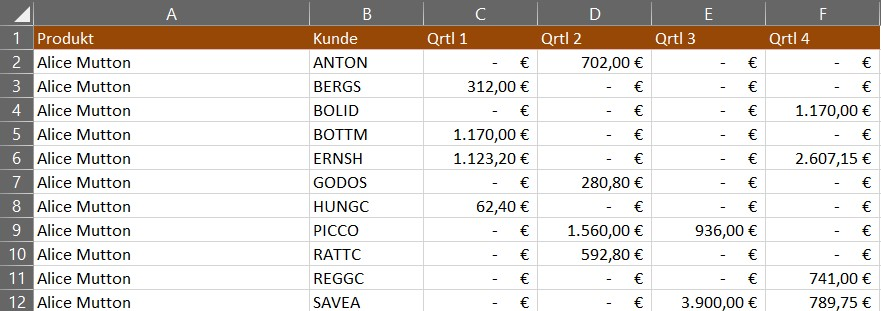 A B C D E F
1 Produkt Kunde Qrtl 1 Qrtl 2 Qrtl 3 Qrtl 4
2 Alice Mutton ANTON - € 702,00 € - € - €
3 Alice Mutton BERGS 312,00 € - € - € - €
4 Alice Mutton BOLID - € - € - € 1.170,00 €
5 Alice Mutton BOTTM 1.170,00 € - € - € - €
6 Alice Mutton ERNSH 1.123,20 € - € - € 2.607,15 €
7 Alice Mutton GODOS - € 280,80 € - € - €
8 Alice Mutton HUNGC 62,40 € - € - € - €
9 Alice Mutton PICCO - € 1.560,00 € 936,00 € - €
10 Alice Mutton RATTC - € 592,80 € - € - €
11 Alice Mutton REGGC - € - € - € 741,00 €
12 Alice Mutton SAVEA - € - € 3.900,00 € 789,75 €